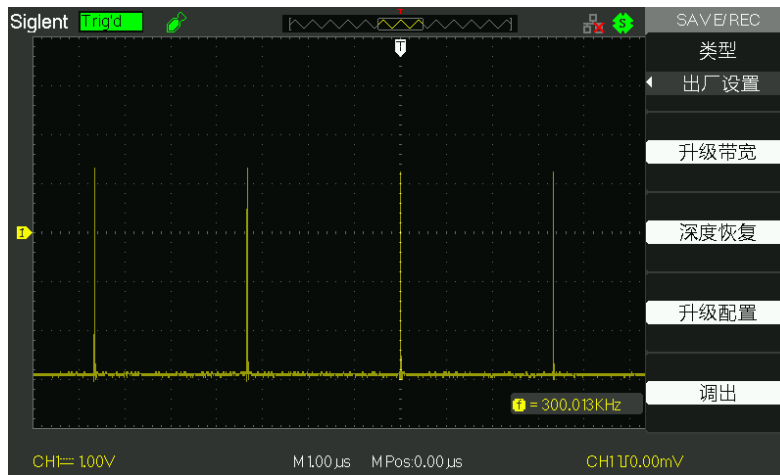 Siglent Trig'd
T
S
SAVE/REC
类型
出厂设置
升级带宽
深度恢复
升级配置
调出
1
f = 300.013KHz
CH1 1.00V M 1.00μs M Pos:0.00μs CH1 0.00mV